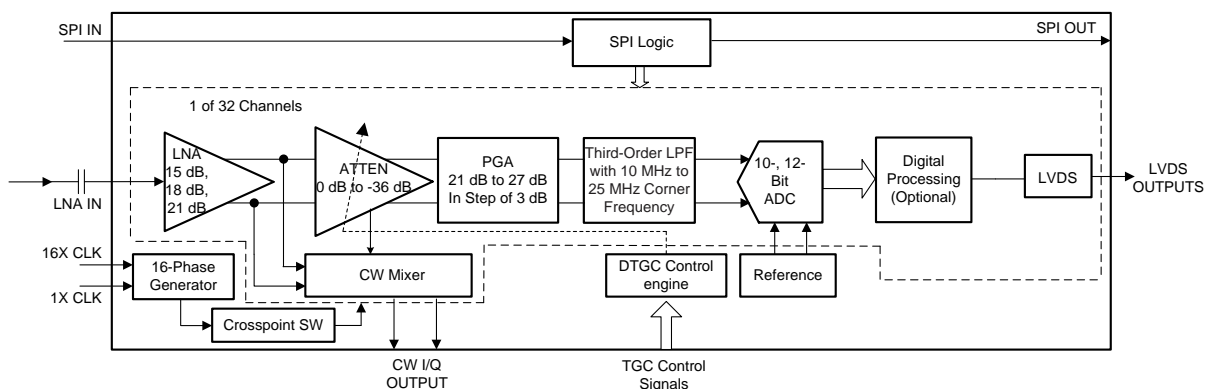 SPI IN
SPI Logic
SPI OUT
1 of 32 Channels
LNA
15 dB,
18 dB,
21 dB
ATTEN
0 dB to -36 dB
PGA
21 dB to 27 dB
In Step of 3 dB
Third-Order LPF
with 10 MHz to
25 MHz Corner
Frequency
10-, 12-
Bit
ADC
Digital
Processing
(Optional)
LVDS
LVDS
OUTPUTS
LNA IN
16X CLK
1X CLK
16-Phase
Generator
CW Mixer
DTGC Control
engine
Reference
Crosspoint SW
CW I/Q
OUTPUT
TGC Control
Signals